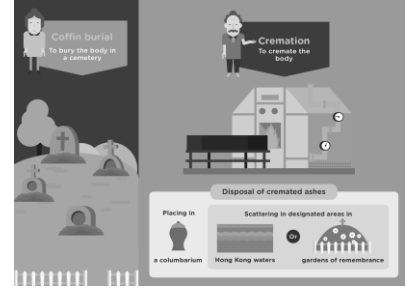 Coffin burial
To bury the body in
a cemetery
Cremation
To cremate the
body
Disposal of cremated ashes
Placing in
a columbarium
Scattering in designated areas in
Hong Kong waters
Or
gardens of remembrance